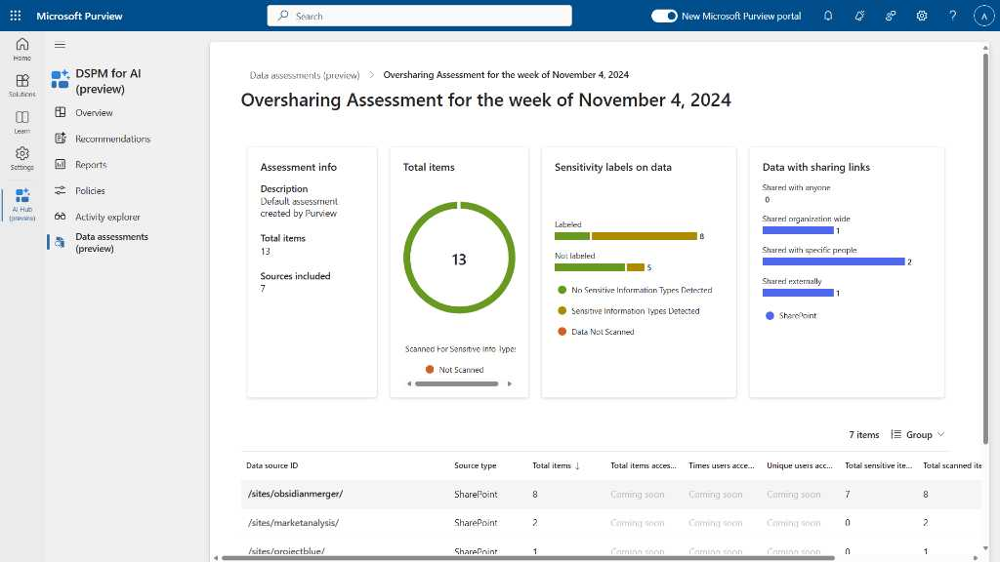 Microsoft Purview
Search
New Microsoft Purview portal
?
A
Home
Solutions
Learn
Settings
AI Hub
(preview)
DSPM for AI
(preview)
Overview
Recommendations
Reports
Policies
Activity explorer
Data assessments
(preview)
Data assessments (preview) > Oversharing Assessment for the week of November 4, 2024
Oversharing Assessment for the week of November 4, 2024
Assessment info
Description
Default assessment
created by Purview
Total items
13
Sources included
7
Total items
13
Scanned For Sensitive Info Types
Not Scanned
Sensitivity labels on data
Labeled
8
Not labeled
5
No Sensitive Information Types Detected
Sensitive Information Types Detected
Data Not Scanned
Data with sharing links
Shared with anyone
0
Shared organization wide
1
Shared with specific people
2
Shared externally
1
SharePoint
7 items Group
Data source ID Source type Total items ↓ Total items acces... Times users acce... Unique users acc... Total sensitive ite... Total scanned ite
/sites/obsidianmerger/ SharePoint 8 Coming soon Coming soon Coming soon 7 8
/sites/marketanalysis/ SharePoint 2 Coming soon Coming soon Coming soon 0 2
/sites/projectblue/ SharePoint 1 Coming soon Coming soon Coming soon 0 1